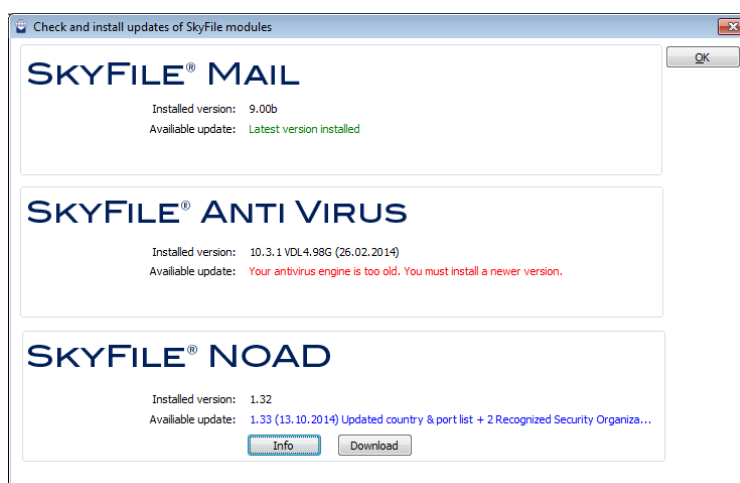 Check and install updates of SkyFile modules
OK
SKYFILE® MAIL
Installed version: 9.00b
Availiable update: Latest version installed
SKYFILE® ANTI VIRUS
Installed version: 10.3.1 VDL4.98G (26.02.2014)
Availiable update: Your antivirus engine is too old. You must install a newer version.
SKYFILE® NOAD
Installed version: 1.32
Availiable update: 1.33 (13.10.2014) Updated country & port list + 2 Recognized Security Organiza...
Info Download